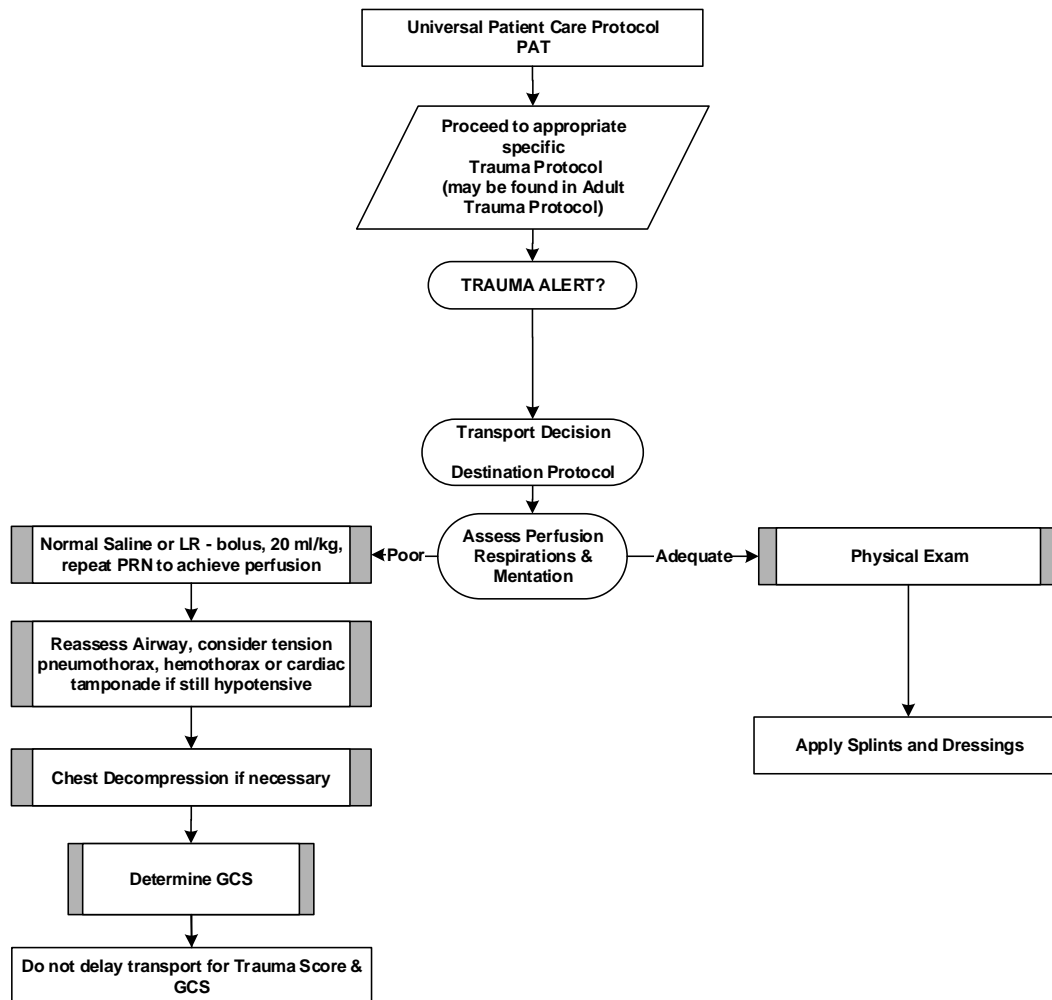 Universal Patient Care Protocol
PAT
Proceed to appropriate
specific
Trauma Protocol
(may be found in Adult
Trauma Protocol)
TRAUMA ALERT?
Transport Decision
Destination Protocol
Assess Perfusion
Respirations &
Mentation
Poor
Adequate
Normal Saline or LR - bolus, 20 ml/kg,
repeat PRN to achieve perfusion
Reassess Airway, consider tension
pneumothorax, hemothorax or cardiac
tamponade if still hypotensive
Chest Decompression if necessary
Determine GCS
Do not delay transport for Trauma Score &
GCS
Physical Exam
Apply Splints and Dressings